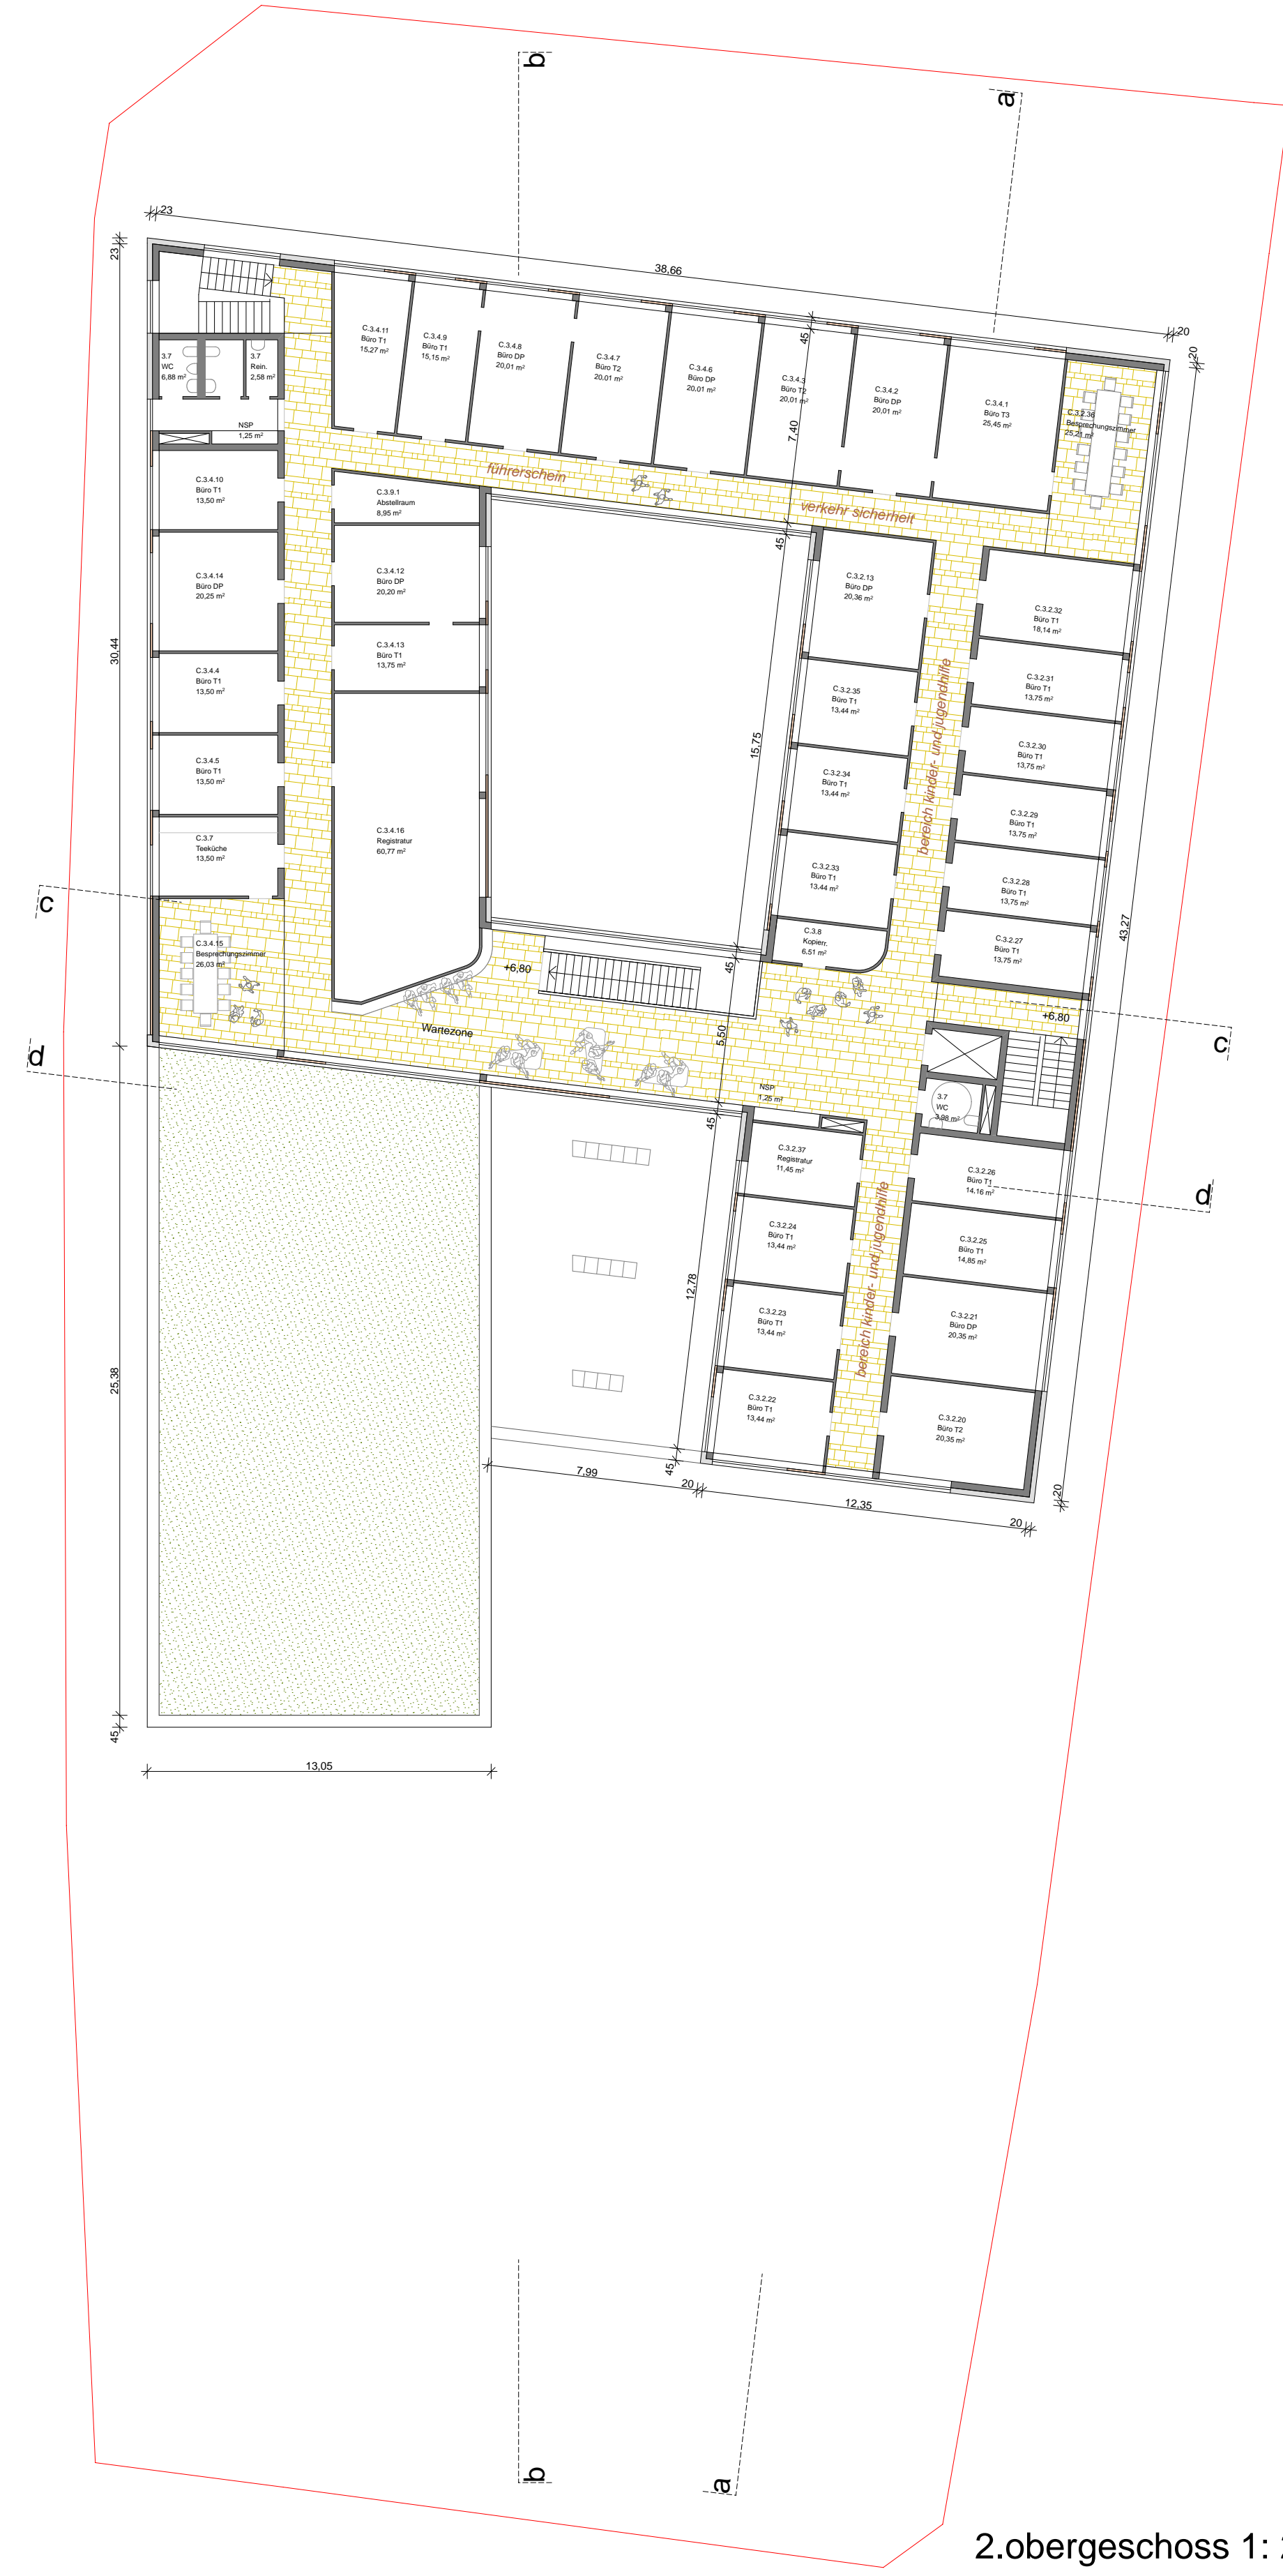 b
a
23
23
38,66
20
20
C.3.4.11
Büro T1
15,27 m²
C.3.4.9
Büro T1
15,15 m²
C.3.4.8
Büro DP
20,01 m²
C.3.4.7
Büro T2
20,01 m²
C.3.4.6
Büro DP
20,01 m²
C.3.4.3
Büro T2
20,01 m²
C.3.4.2
Büro DP
20,01 m²
C.3.4.1
Büro T3
25,45 m²
C.3.2.36
Besprechungszimmer
25,21 m²
45
7,40
45
3.7
WC
6,88 m²
3.7
Rein.
2,58 m²
NSP
1,25 m²
führerschein
verkehr sicherheit
C.3.4.10
Büro T1
13,50 m²
C.3.9.1
Abstellraum
8,95 m²
C.3.4.14
Büro DP
20,25 m²
C.3.4.12
Büro DP
20,20 m²
C.3.2.13
Büro DP
20,36 m²
C.3.2.32
Büro T1
18,14 m²
30,44
C.3.4.4
Büro T1
13,50 m²
C.3.4.13
Büro T1
13,75 m²
C.3.2.35
Büro T1
13,44 m²
bereich kinder- und jugendhilfe
C.3.2.31
Büro T1
13,75 m²
C.3.4.5
Büro T1
13,50 m²
15,75
C.3.2.34
Büro T1
13,44 m²
C.3.2.30
Büro T1
13,75 m²
C.3.7
Teeküche
13,50 m²
C.3.4.16
Registratur
60,77 m²
C.3.2.33
Büro T1
13,44 m²
C.3.2.29
Büro T1
13,75 m²
C.3.2.28
Büro T1
13,75 m²
c
C.3.4.15
Besprechungszimmer
26,03 m²
+6,80
45
C.3.8
Kopierr.
6,51 m²
C.3.2.27
Büro T1
13,75 m²
43,27
Wartezone
5,50
+6,80
c
d
NSP
1,25 m²
3.7
WC
3,98 m²
45
C.3.2.37
Registratur
11,45 m²
C.3.2.26
Büro T1
14,16 m²
d
C.3.2.24
Büro T1
13,44 m²
bereich kinder- und jugendhilfe
C.3.2.25
Büro T1
14,85 m²
12,78
C.3.2.23
Büro T1
13,44 m²
C.3.2.21
Büro DP
20,35 m²
25,38
C.3.2.22
Büro T1
13,44 m²
C.3.2.20
Büro T2
20,35 m²
7,99
45
20
12,35
20
20
45
13,05
b
a
2.obergeschoss 1: